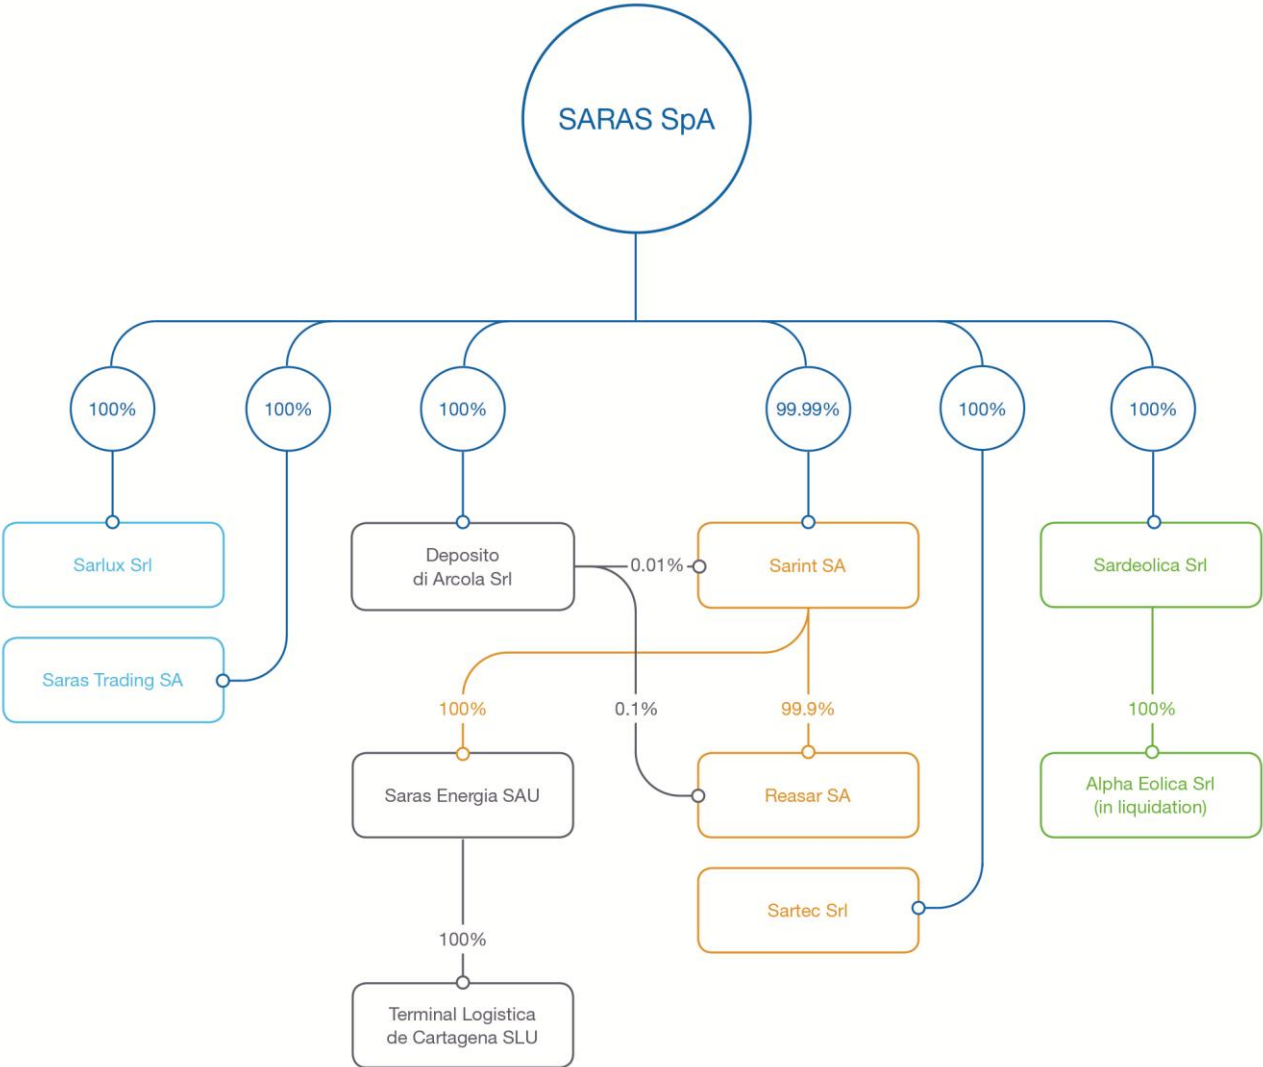 SARAS SpA
100%
100%
100%
99.99%
100%
100%
Sarlux Srl
Deposito
di Arcola Srl
0.01%
Sarint SA
Sardeolica Srl
Saras Trading SA
100%
0.1%
99.9%
100%
Saras Energia SAU
Reasar SA
Alpha Eolica Srl
(in liquidation)
Sartec Srl
100%
Terminal Logistica
de Cartagena SLU